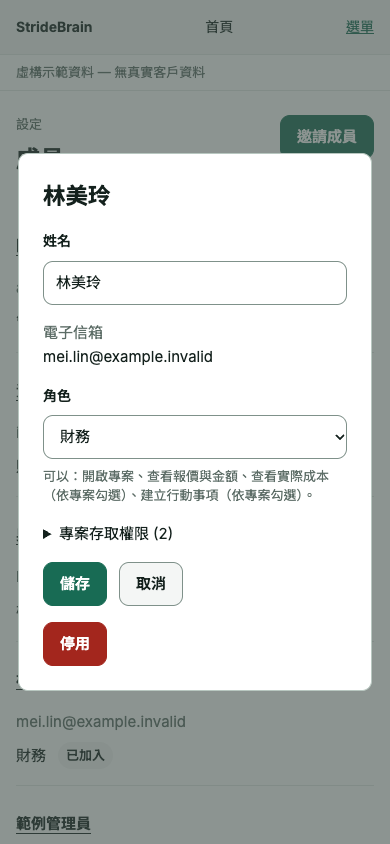 StrideBrain 首頁 選單
虛構示範資料 — 無真實客戶資料
設定
邀請成員
林美玲
姓名
林美玲
電子信箱
mei.lin@example.invalid
角色
財務
可以：開啟專案、查看報價與金額、查看實際成本
（依專案勾選）、建立行動事項（依專案勾選）。
▶ 專案存取權限 (2)
儲存 取消
停用
mei.lin@example.invalid
財務 已加入
範例管理員